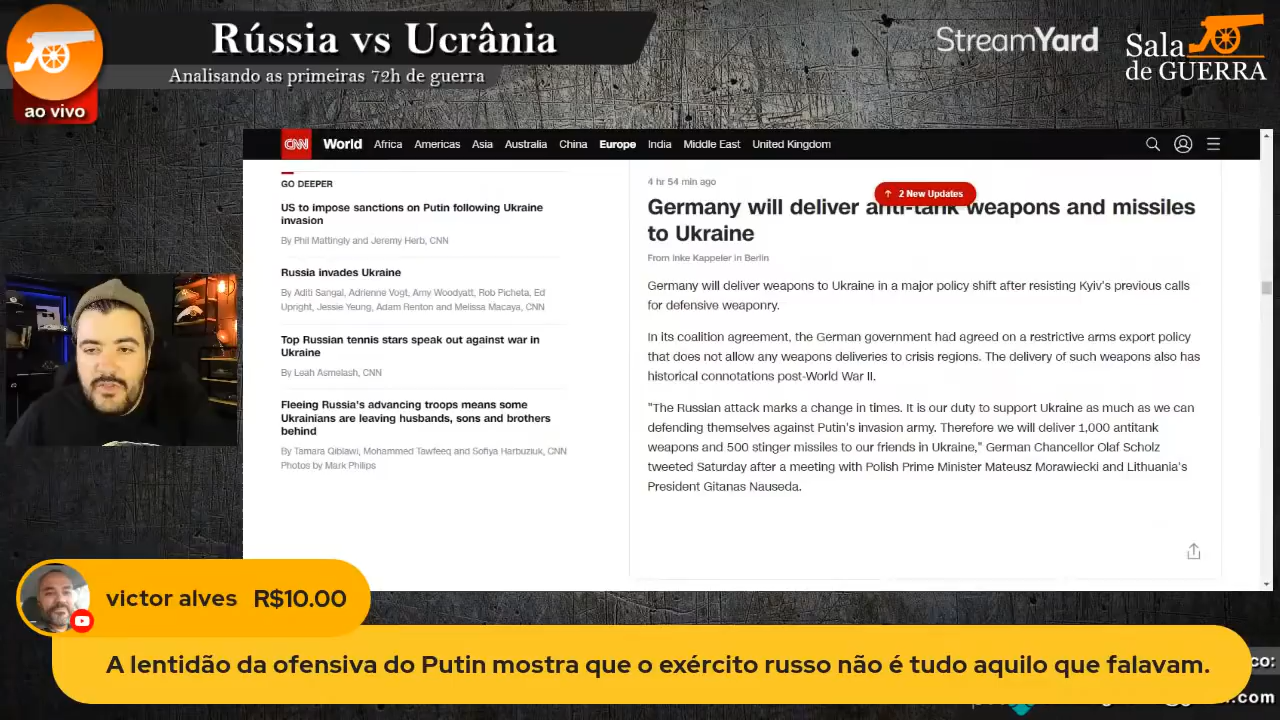 Rússia vs Ucrânia
Analisando as primeiras 72h de guerra
ao vivo
StreamYard
Sala
de GUERRA
CNN World Africa Americas Asia Australia China Europe India Middle East United Kingdom
GO DEEPER
US to impose sanctions on Putin following Ukraine
invasion
By Phil Mattingly and Jeremy Herb, CNN
Russia invades Ukraine
By Aditi Sangal, Adrienne Vogt, Amy Woodyatt, Rob Picheta, Ed
Upright, Jessie Yeung, Adam Renton and Melissa Macaya, CNN
Top Russian tennis stars speak out against war in
Ukraine
By Leah Asmelash, CNN
Fleeing Russia's advancing troops means some
Ukrainians are leaving husbands, sons and brothers
behind
By Tamara Qiblawi, Mohammed Tawfeeq and Sofiya Harbuziuk, CNN
Photos by Mark Philips
4 hr 54 min ago
2 New Updates
Germany will deliver anti-tank weapons and missiles
to Ukraine
From Inke Kappeler in Berlin
Germany will deliver weapons to Ukraine in a major policy shift after resisting Kyiv's previous calls
for defensive weaponry.
In its coalition agreement, the German government had agreed on a restrictive arms export policy
that does not allow any weapons deliveries to crisis regions. The delivery of such weapons also has
historical connotations post-World War II.
"The Russian attack marks a change in times. It is our duty to support Ukraine as much as we can
defending themselves against Putin's invasion army. Therefore we will deliver 1,000 antitank
weapons and 500 stinger missiles to our friends in Ukraine," German Chancellor Olaf Scholz
tweeted Saturday after a meeting with Polish Prime Minister Mateusz Morawiecki and Lithuania's
President Gitanas Nauseda.
victor alves R$10.00
A lentidão da ofensiva do Putin mostra que o exército russo não é tudo aquilo que falavam.